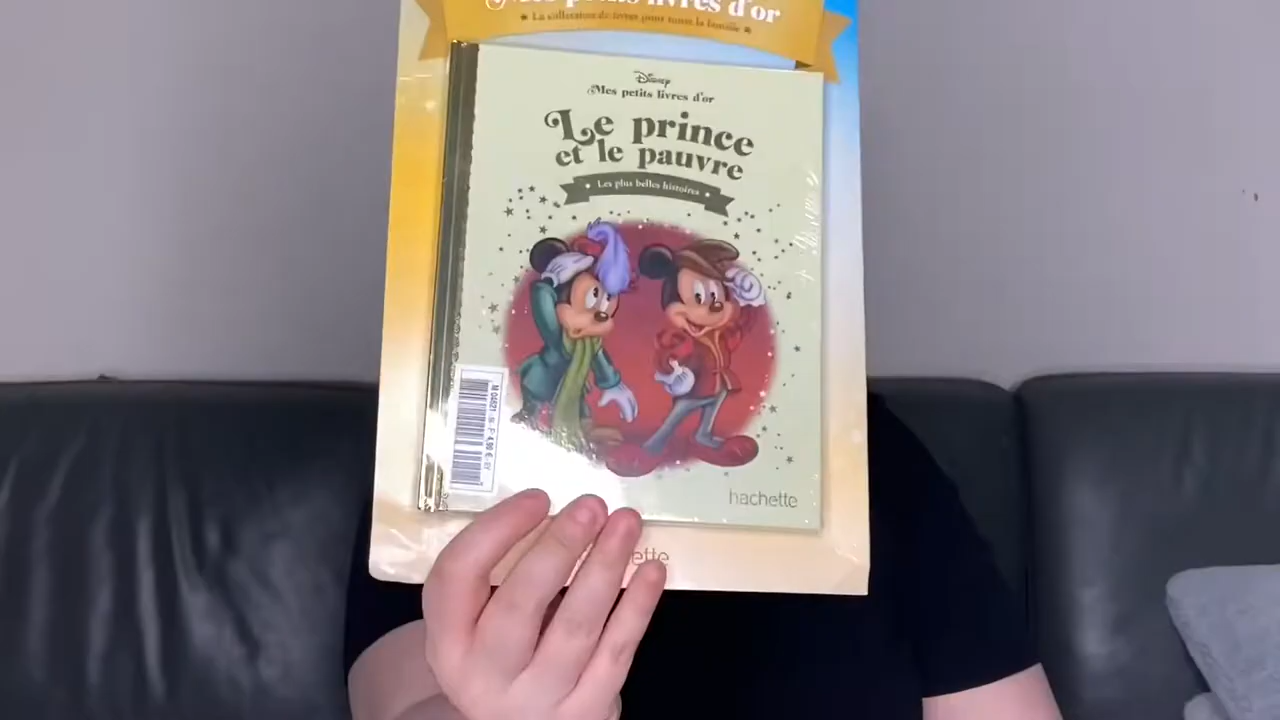 Mes petits livres d'or
★ La collection de livres pour toute la famille ★
Disney
Mes petits livres d'or
Le prince
et le pauvre
Les plus belles histoires
hachette